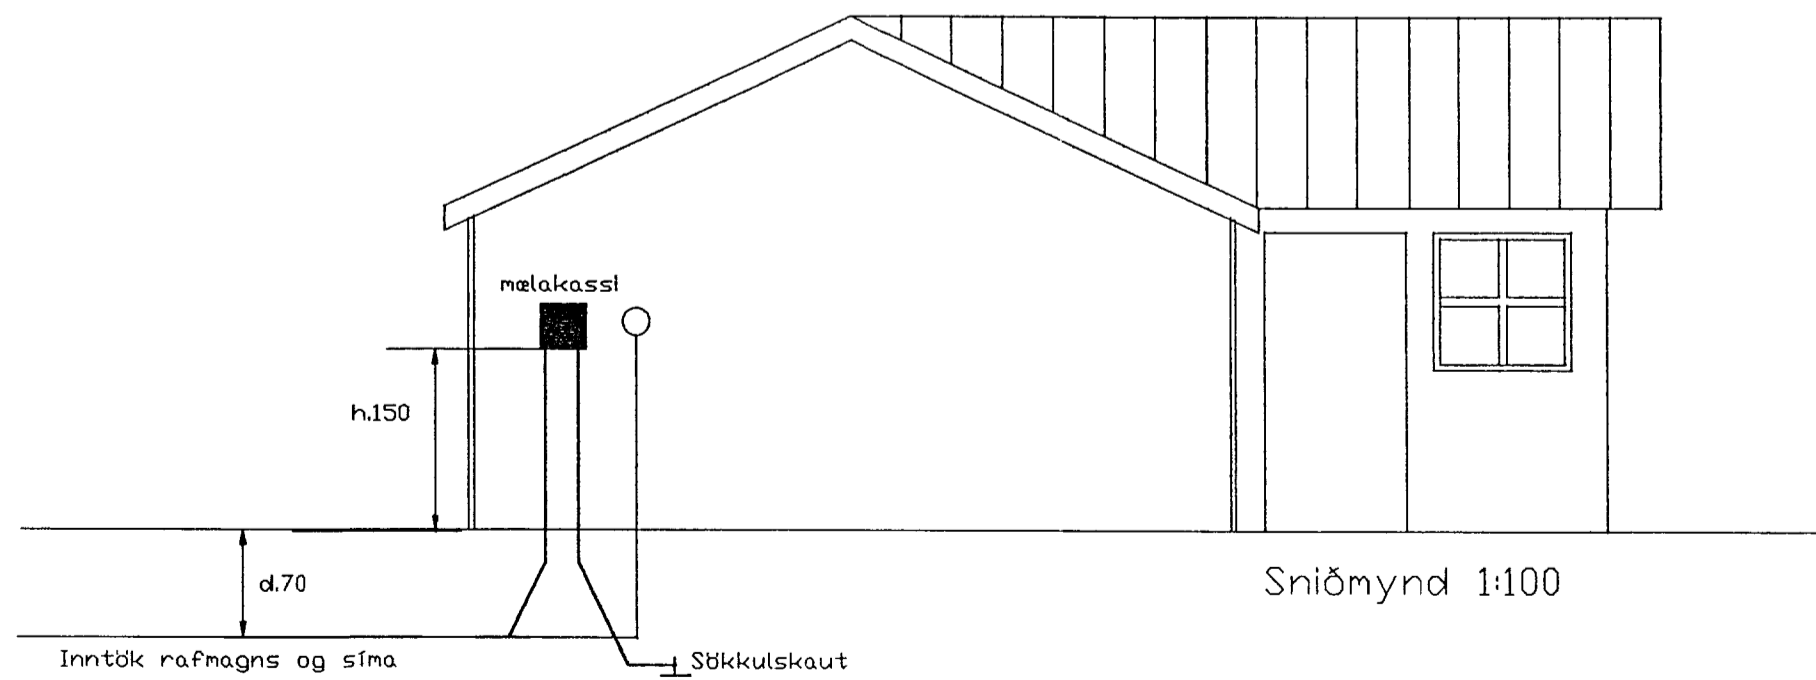 mælakassi
h.150
d.70
Sniðmynd 1:100
Inntök rafmagns og síma
Sökkulskaut